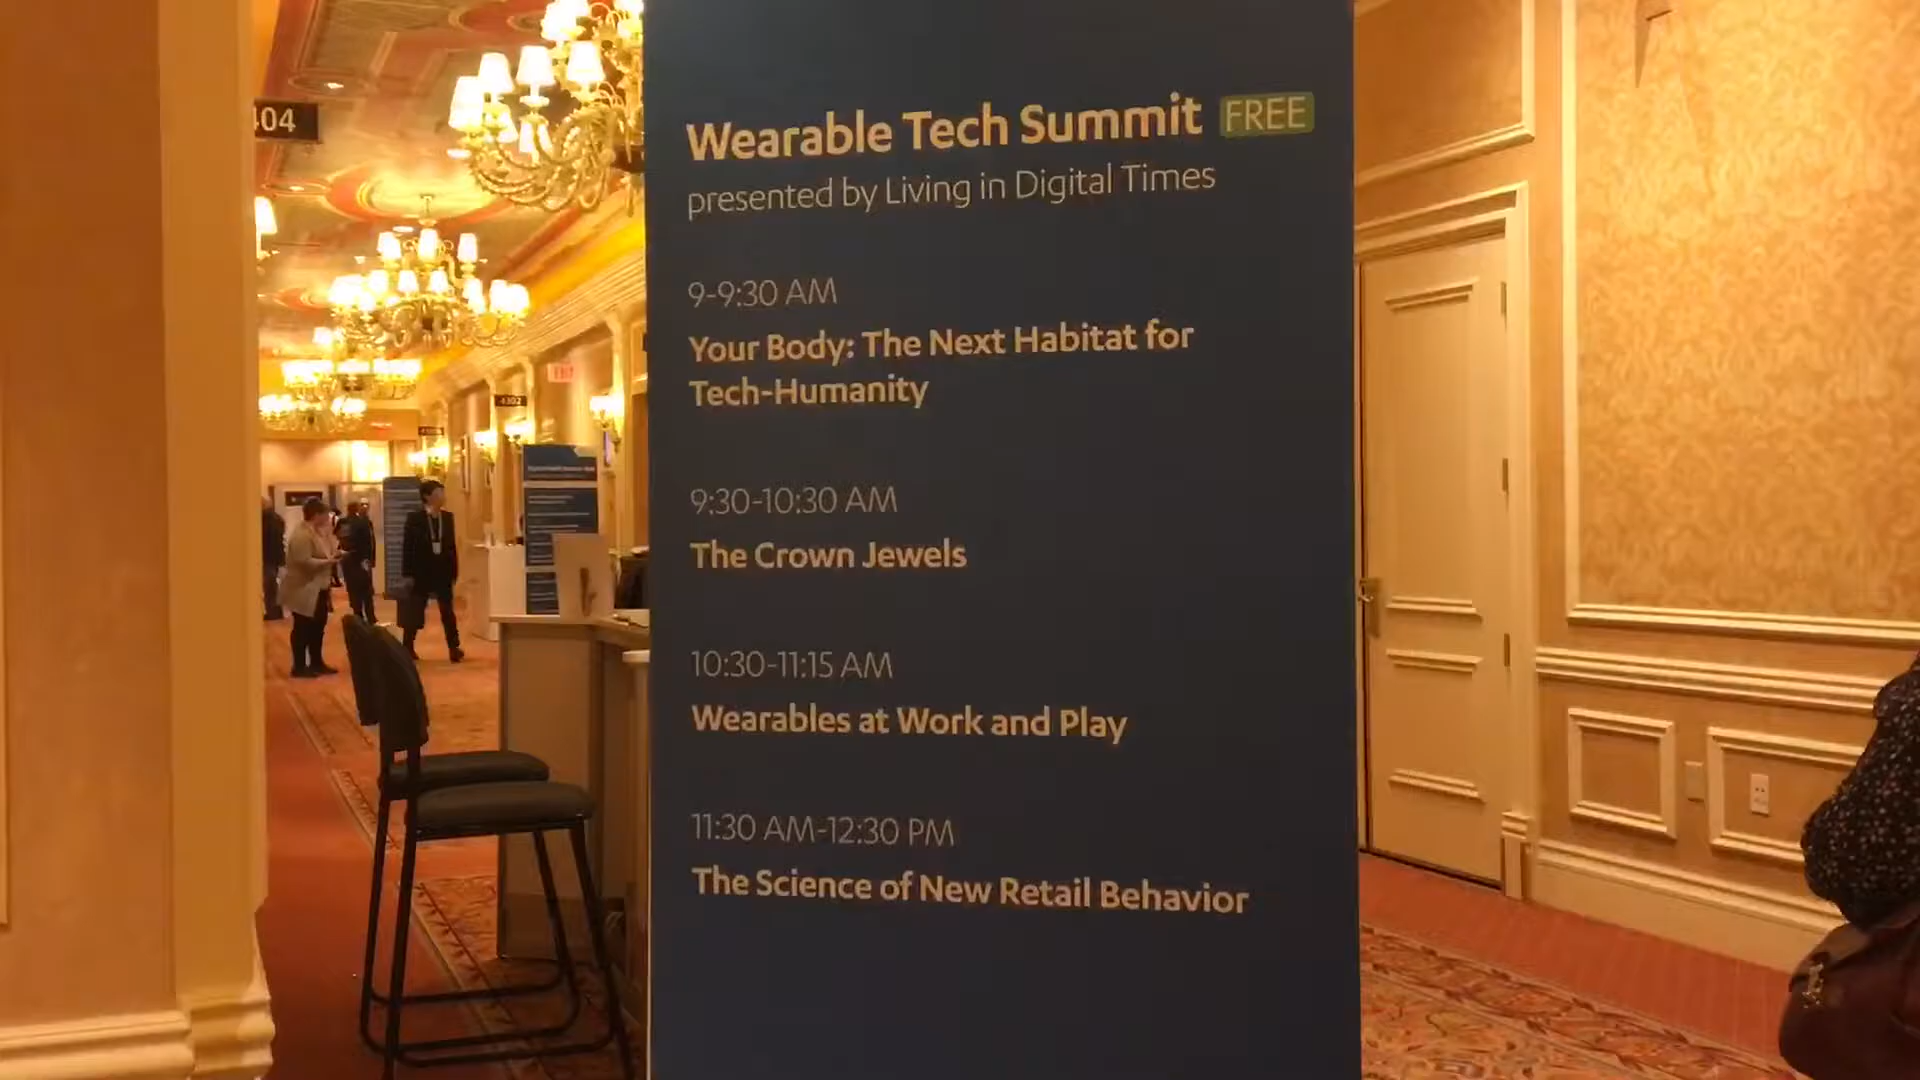 404
Wearable Tech Summit FREE
presented by Living in Digital Times
9-9:30 AM
Your Body: The Next Habitat for
Tech-Humanity
9:30-10:30 AM
The Crown Jewels
10:30-11:15 AM
Wearables at Work and Play
11:30 AM-12:30 PM
The Science of New Retail Behavior
EXIT
4302